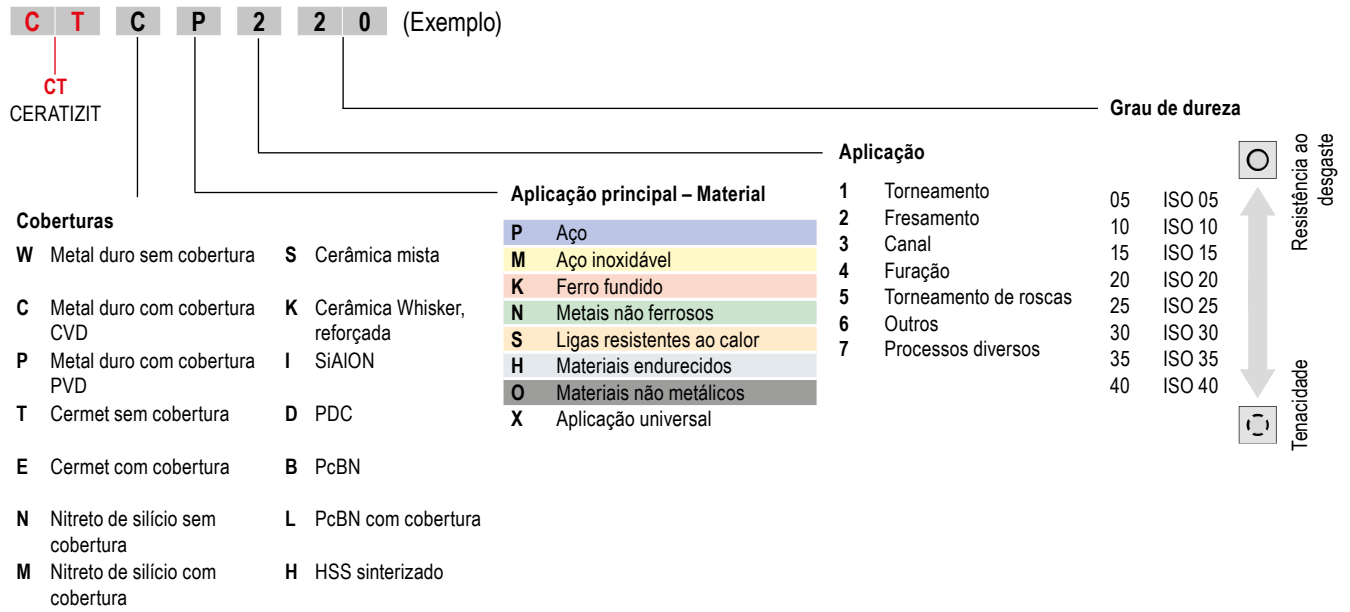 C T C P 2 2 0 (Exemplo)
CT
CERATIZIT
Grau de dureza
05 ISO 05
10 ISO 10
15 ISO 15
20 ISO 20
25 ISO 25
30 ISO 30
35 ISO 35
40 ISO 40
Resistência ao
desgaste
Tenacidade
Aplicação
1 Torneamento
2 Fresamento
3 Canal
4 Furação
5 Torneamento de roscas
6 Outros
7 Processos diversos
Aplicação principal – Material
P Aço
M Aço inoxidável
K Ferro fundido
N Metais não ferrosos
S Ligas resistentes ao calor
H Materiais endurecidos
O Materiais não metálicos
X Aplicação universal
Coberturas
W Metal duro sem cobertura
C Metal duro com cobertura
CVD
P Metal duro com cobertura
PVD
T Cermet sem cobertura
E Cermet com cobertura
N Nitreto de silício sem
cobertura
M Nitreto de silício com
cobertura
S Cerâmica mista
K Cerâmica Whisker,
reforçada
I SiAlON
D PDC
B PcBN
L PcBN com cobertura
H HSS sinterizado